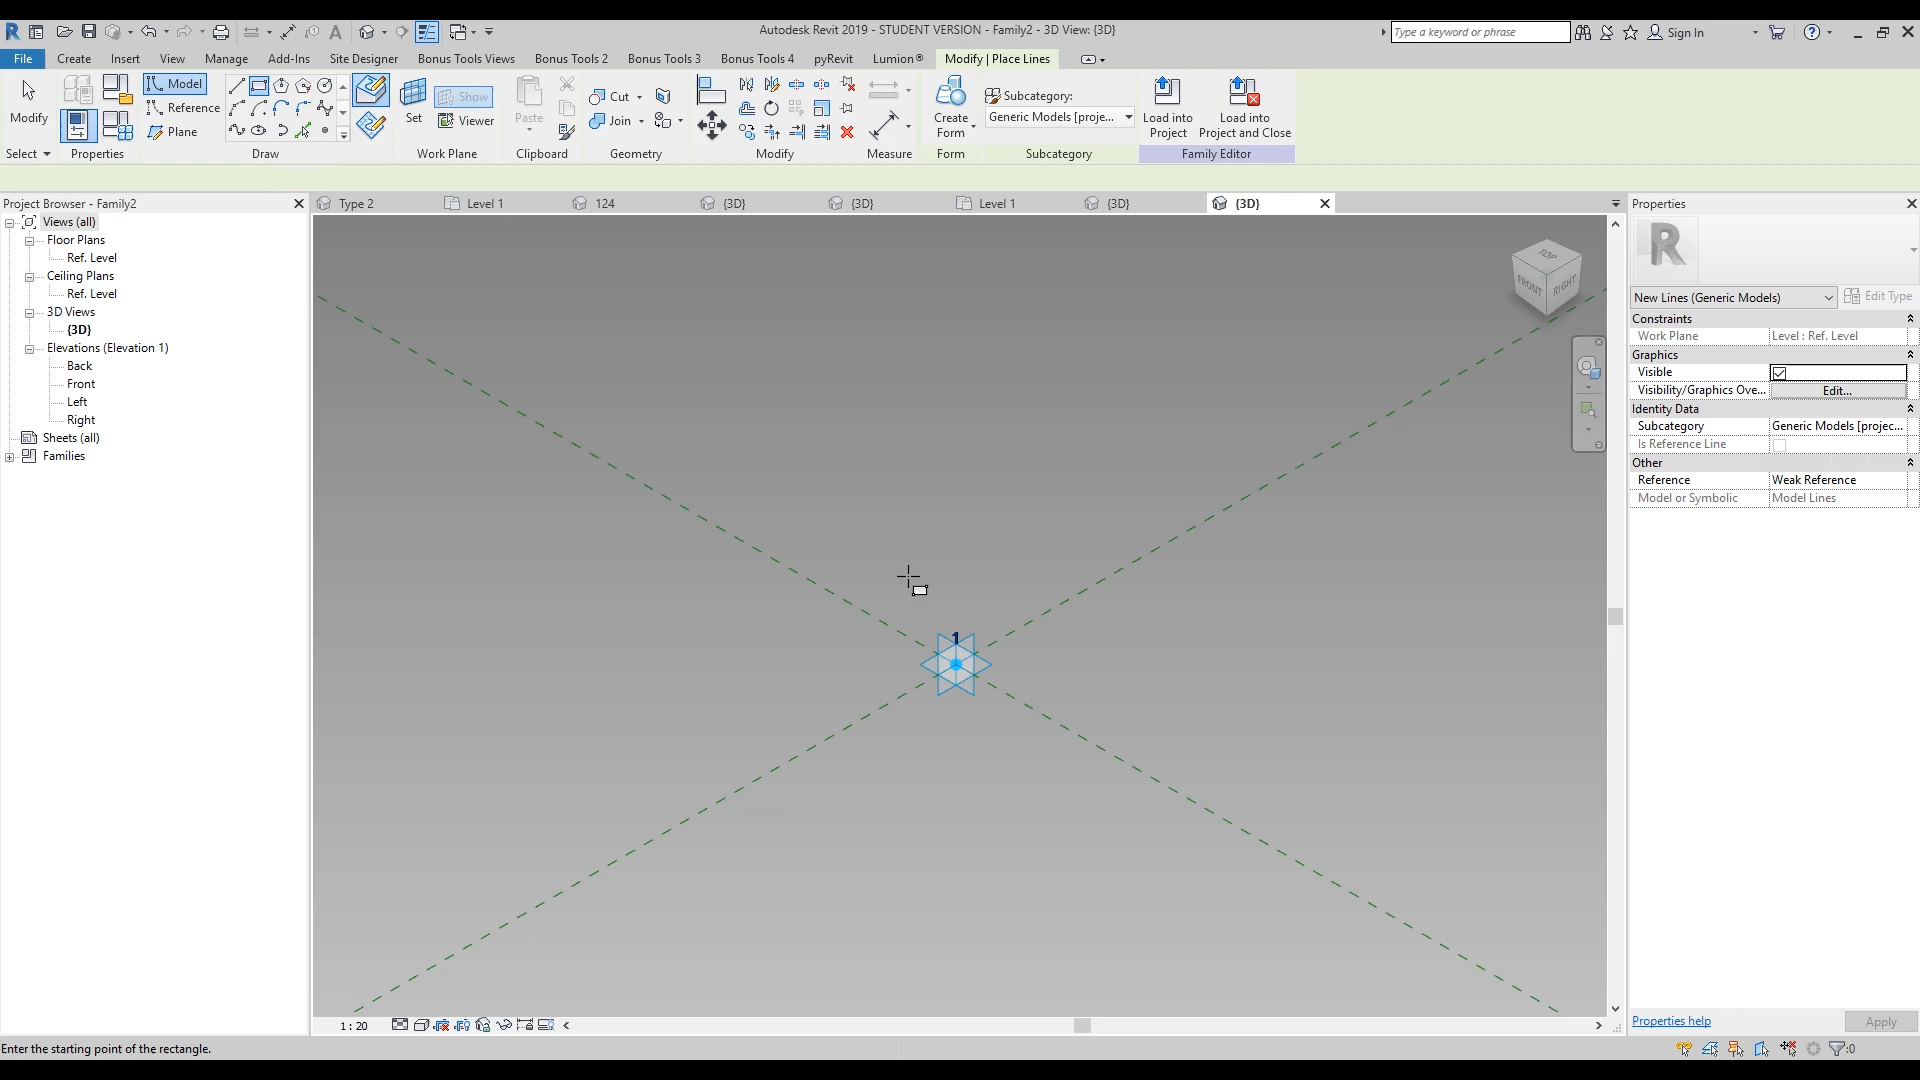 Autodesk Revit 2019 - STUDENT VERSION - Family2 - 3D View: {3D}
Type a keyword or phrase
Sign In
File
Create
Insert
View
Manage
Add-Ins
Site Designer
Bonus Tools Views
Bonus Tools 2
Bonus Tools 3
Bonus Tools 4
pyRevit
Lumion®
Modify | Place Lines
Modify
Model
Reference
Plane
Set
Show
Viewer
Paste
Cut
Join
Create
Form
Subcategory:
Generic Models [proje...
Load into
Project
Load into
Project and Close
Select
Properties
Draw
Work Plane
Clipboard
Geometry
Modify
Measure
Form
Subcategory
Family Editor
Project Browser - Family2
Views (all)
Floor Plans
Ref. Level
Ceiling Plans
Ref. Level
3D Views
{3D}
Elevations (Elevation 1)
Back
Front
Left
Right
Sheets (all)
Families
Type 2
Level 1
124
{3D}
{3D}
Level 1
{3D}
{3D}
TOP
FRONT
RIGHT
1
Properties
R
New Lines (Generic Models)
Edit Type
Constraints
Work Plane
Level : Ref. Level
Graphics
Visible
Visibility/Graphics Ove...
Edit...
Identity Data
Subcategory
Generic Models [projec...
Is Reference Line
Other
Reference
Weak Reference
Model or Symbolic
Model Lines
Properties help
Apply
1 : 20
Enter the starting point of the rectangle.
:0